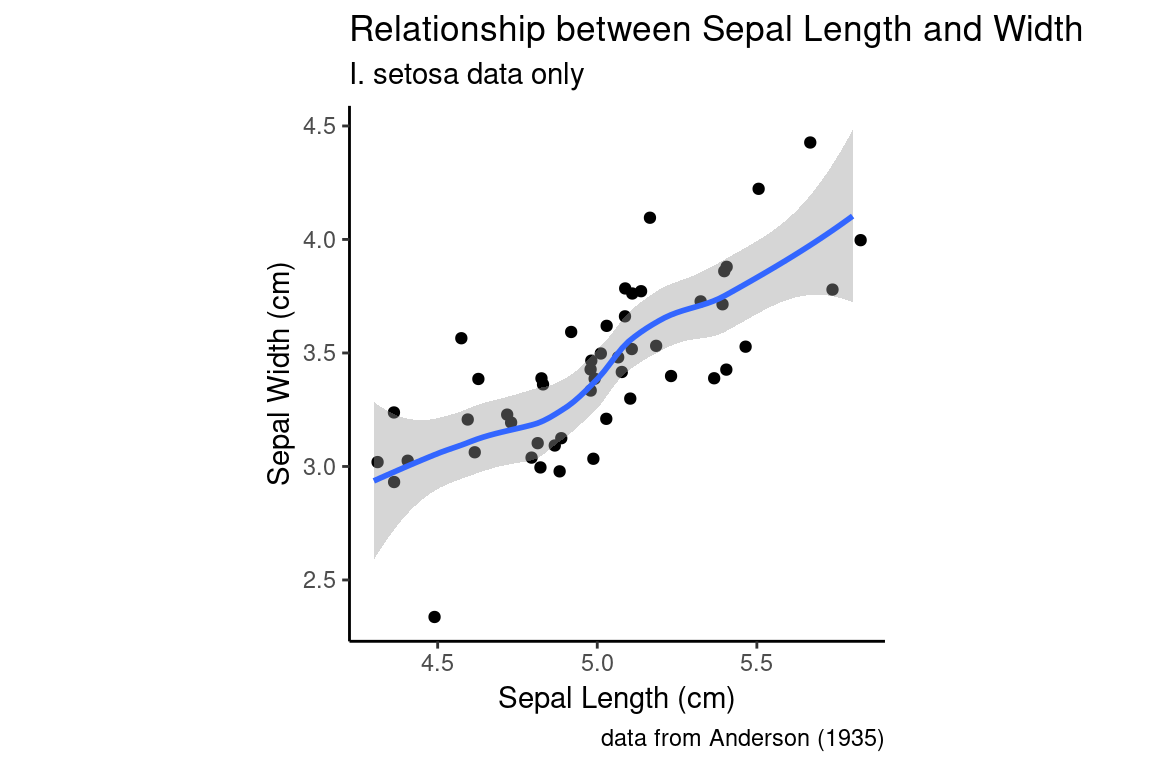 Relationship between Sepal Length and Width
I. setosa data only
Sepal Width (cm)
4.5
4.0
3.5
3.0
2.5
4.5 5.0 5.5
Sepal Length (cm)
data from Anderson (1935)